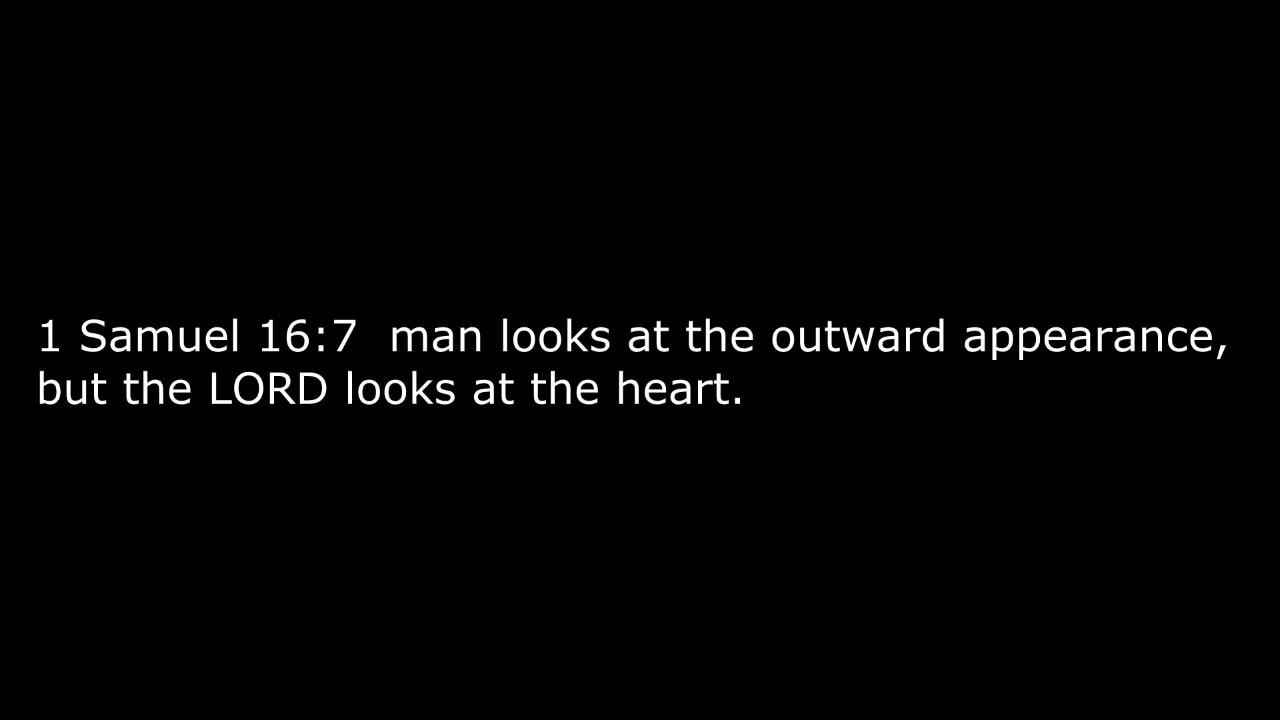 1 Samuel 16:7  man looks at the outward appearance,
but the LORD looks at the heart.